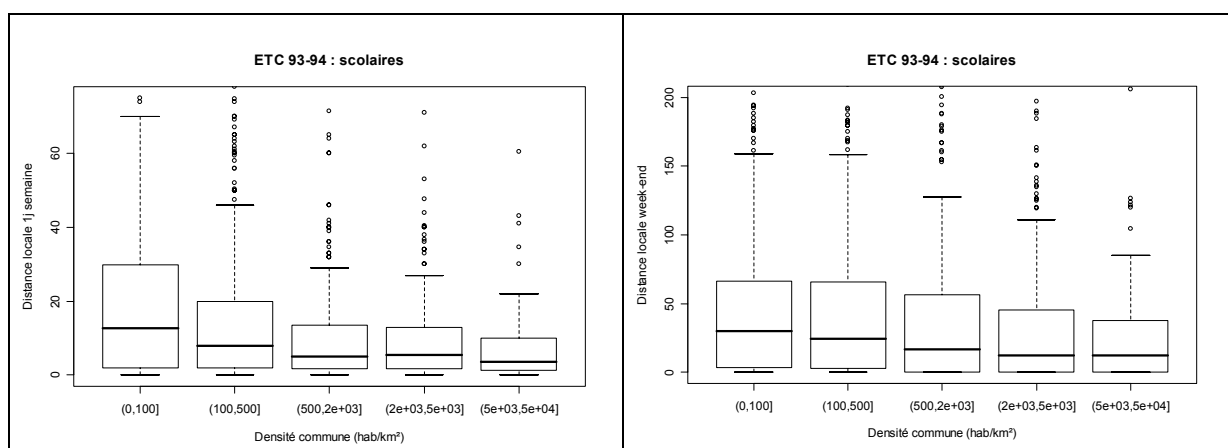 ETC 93-94 : scolaires
Distance locale 1j semaine
60
40
20
0
(0,100]
(100,500]
(500,2e+03]
(2e+03,5e+03]
(5e+03,5e+04]
Densité commune (hab/km²)
ETC 93-94 : scolaires
Distance locale week-end
200
150
100
50
0
(0,100]
(100,500]
(500,2e+03]
(2e+03,5e+03]
(5e+03,5e+04]
Densité commune (hab/km²)